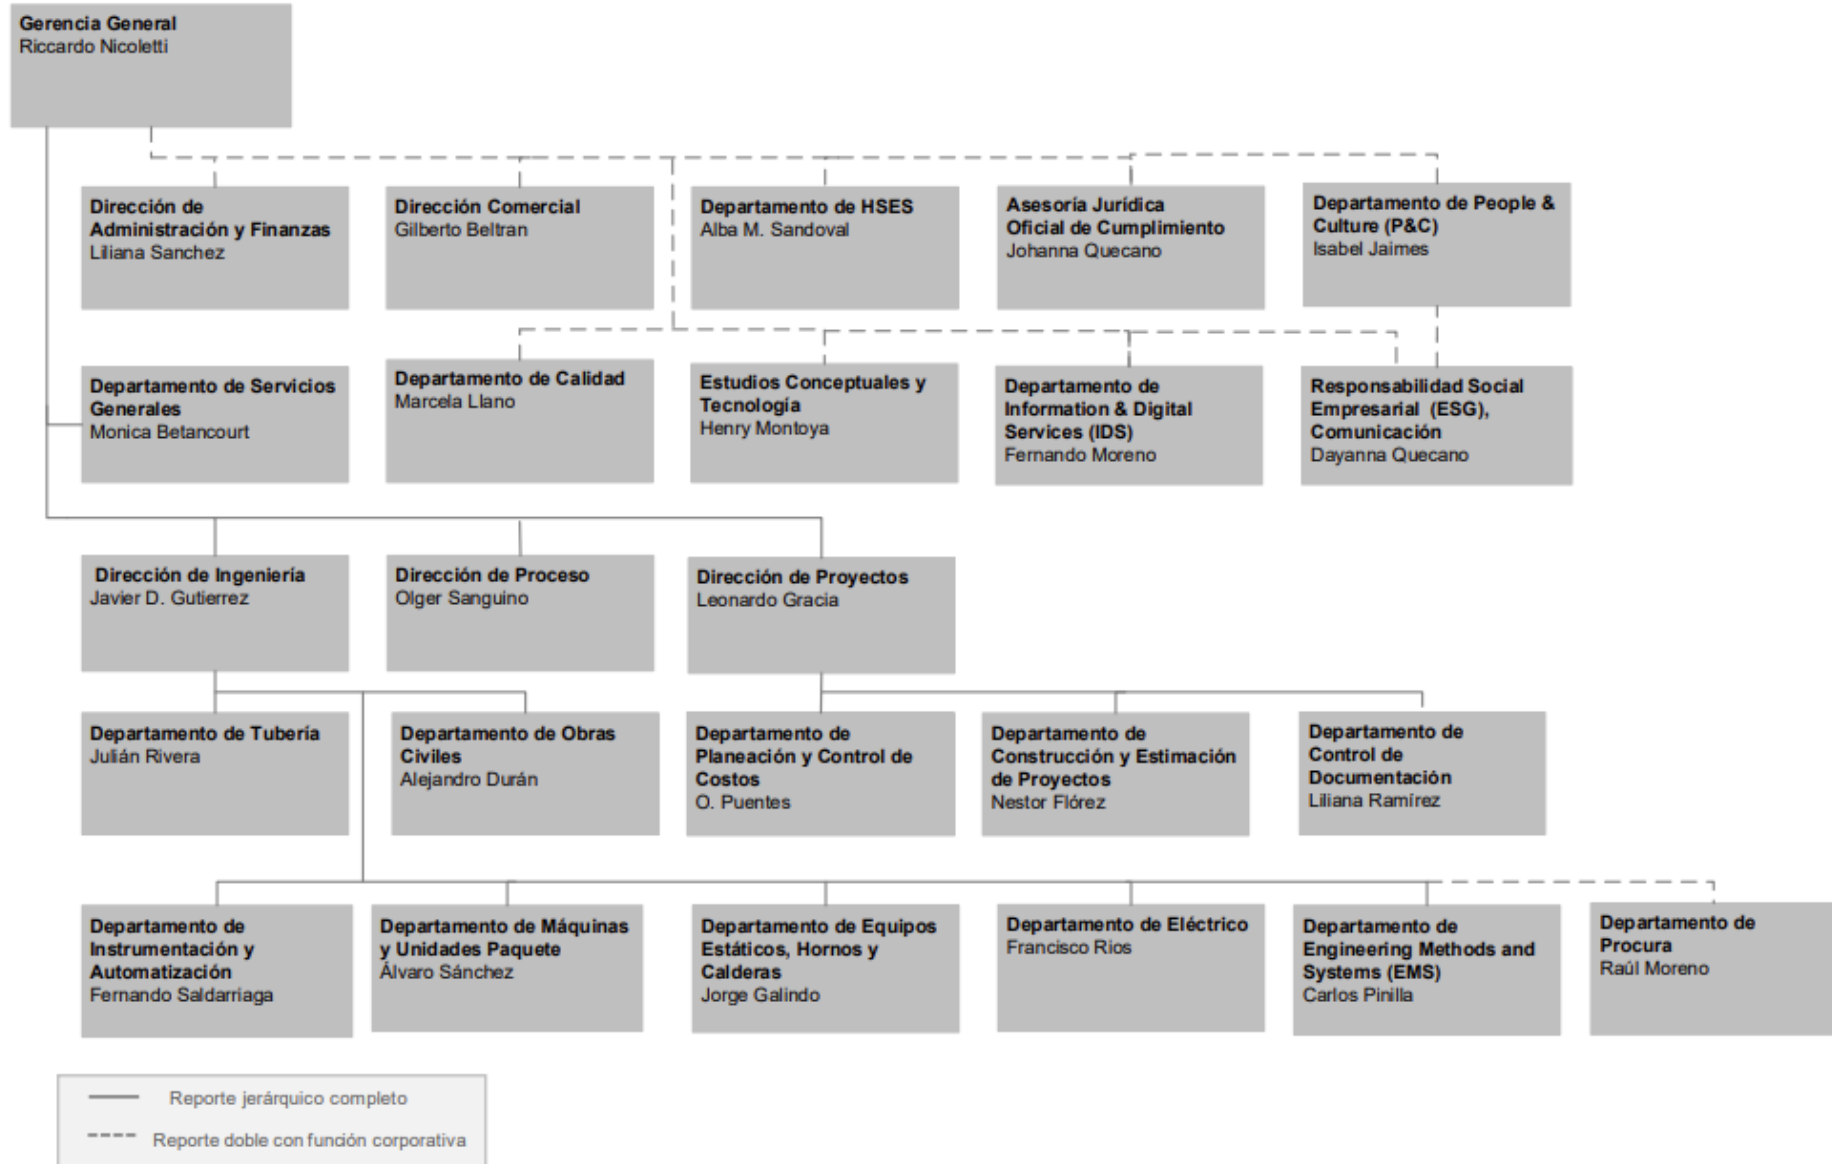 Gerencia General
Riccardo Nicoletti
Dirección de
Administración y Finanzas
Liliana Sanchez
Dirección Comercial
Gilberto Beltran
Departamento de HSES
Alba M. Sandoval
Asesoría Jurídica
Oficial de Cumplimiento
Johanna Quecano
Departamento de People &
Culture (P&C)
Isabel Jaimes
Departamento de Servicios
Generales
Monica Betancourt
Departamento de Calidad
Marcela Llano
Estudios Conceptuales y
Tecnología
Henry Montoya
Departamento de
Information & Digital
Services (IDS)
Fernando Moreno
Responsabilidad Social
Empresarial (ESG),
Comunicación
Dayanna Quecano
Dirección de Ingeniería
Javier D. Gutierrez
Dirección de Proceso
Olger Sanguino
Dirección de Proyectos
Leonardo Gracia
Departamento de Tubería
Julián Rivera
Departamento de Obras
Civiles
Alejandro Durán
Departamento de
Planeación y Control de
Costos
O. Puentes
Departamento de
Construcción y Estimación
de Proyectos
Nestor Flórez
Departamento de
Control de
Documentación
Liliana Ramírez
Departamento de
Instrumentación y
Automatización
Fernando Saldarriaga
Departamento de Máquinas
y Unidades Paquete
Álvaro Sánchez
Departamento de Equipos
Estáticos, Hornos y
Calderas
Jorge Galindo
Departamento de Eléctrico
Francisco Rios
Departamento de
Engineering Methods and
Systems (EMS)
Carlos Pinilla
Departamento de
Procura
Raúl Moreno
Reporte jerárquico completo
Reporte doble con función corporativa